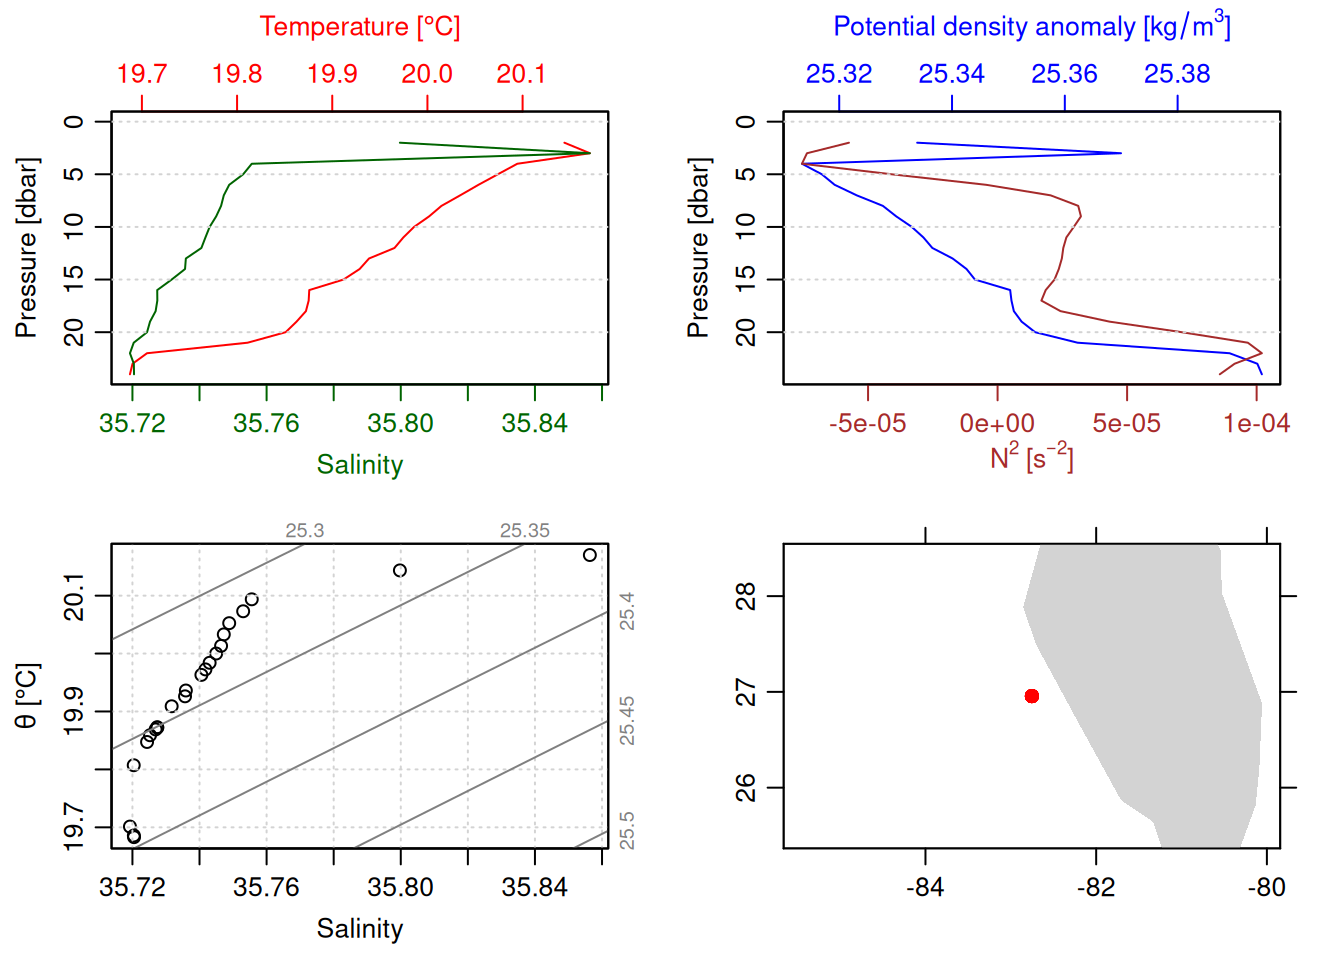 Temperature [°C]
19.7 19.8 19.9 20.0 20.1
Pressure [dbar]
0 5 10 15 20
35.72 35.76 35.80 35.84
Salinity
Potential density anomaly [kg/m³]
25.32 25.34 25.36 25.38
Pressure [dbar]
0 5 10 15 20
-5e-05 0e+00 5e-05 1e-04
N² [s⁻²]
25.3 25.35
θ [°C]
20.1 19.9 19.7
25.4 25.45 25.5
35.72 35.76 35.80 35.84
Salinity
28 27 26
-84 -82 -80